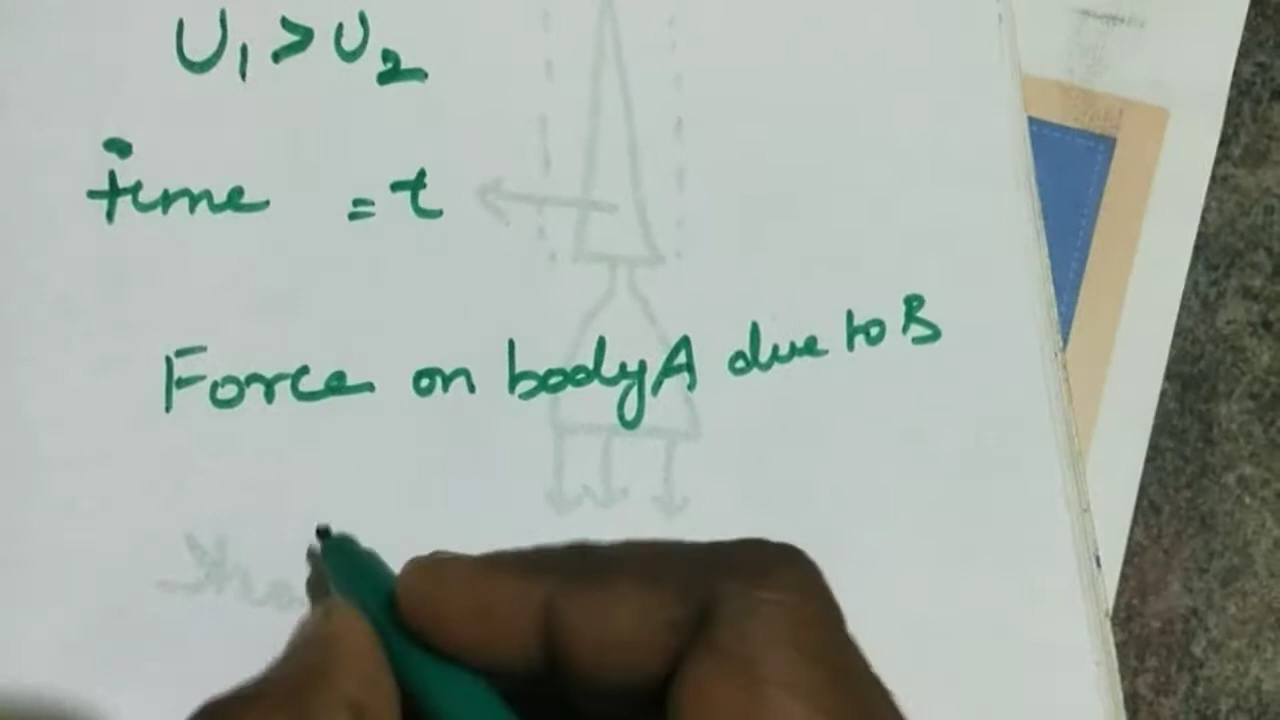 U₁ > U₂
time = t
Force on body A due to B